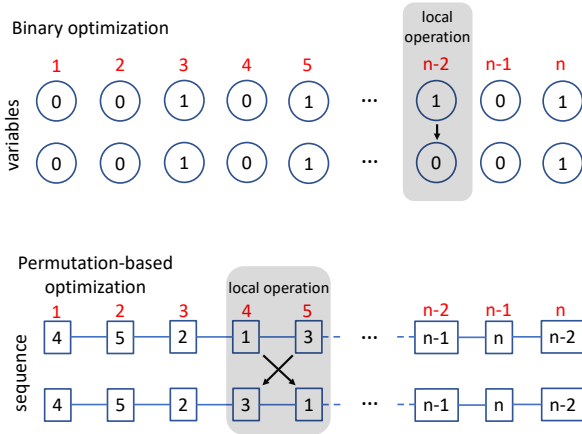 Binary optimization
local
operation
1 2 3 4 5 n-2 n-1 n
variables
0 0 1 0 1 ... 1 0 1
0 0 1 0 1 ... 0 0 1
Permutation-based
optimization
local operation
1 2 3 4 5 n-2 n-1 n
sequence
4 5 2 1 3 ... n-1 n n-2
4 5 2 3 1 ... n-1 n n-2